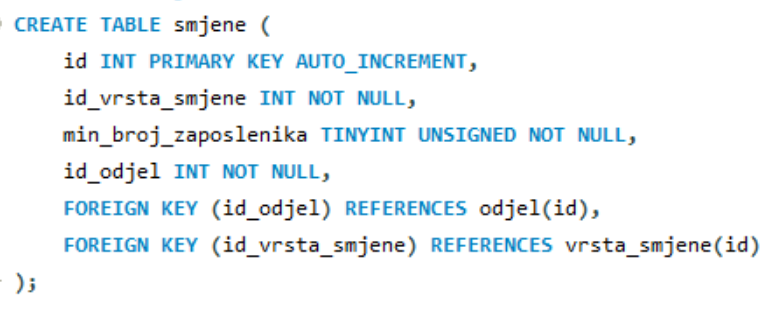 CREATE TABLE smjene (
id INT PRIMARY KEY AUTO_INCREMENT,
id_vrsta_smjene INT NOT NULL,
min_broj_zaposlenika TINYINT UNSIGNED NOT NULL,
id_odjel INT NOT NULL,
FOREIGN KEY (id_odjel) REFERENCES odjel(id),
FOREIGN KEY (id_vrsta_smjene) REFERENCES vrsta_smjene(id)
);